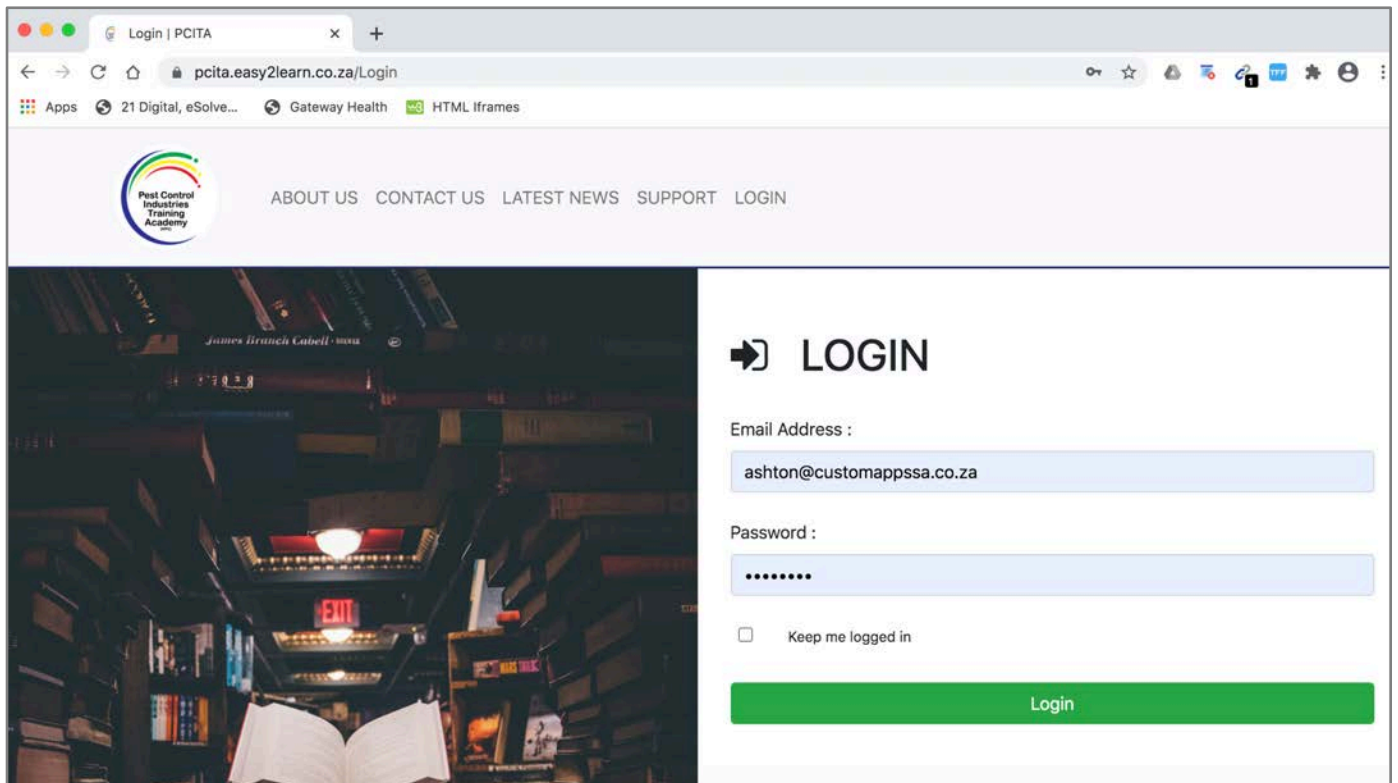 Login | PCITA
pcita.easy2learn.co.za/Login
Apps 21 Digital, eSolve... Gateway Health HTML Iframes
Pest Control
Industries
Training
Academy
ABOUT US CONTACT US LATEST NEWS SUPPORT LOGIN
James Branch Cabell
LOGIN
Email Address :
ashton@customappssa.co.za
Password :
••••••••
Keep me logged in
Login
EXIT